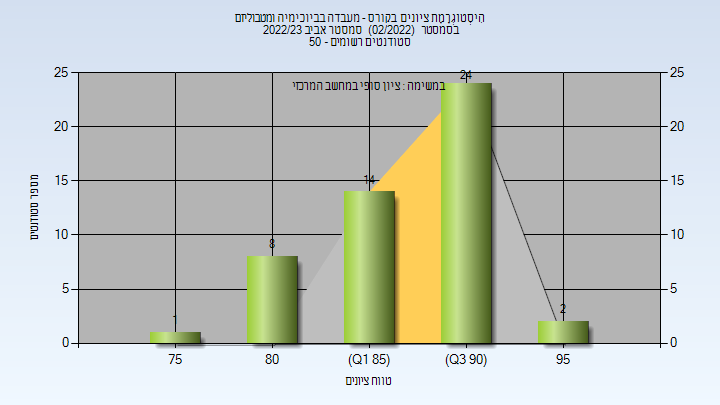 היסטוגרמת ציונים בקורס - מעבדה בביוכימיה ומטבוליזם
בסמסטר (02/2022) סמסטר אביב 2022/23
סטודנטים רשומים - 50
במשימה : ציון סופי במחשב המרכזי
25 25
24
20 20
15 15
14
10 10
8
5 5
2
1
0 0
75 80 (Q1 85) (Q3 90) 95
מספר סטודנטים
טווח ציונים